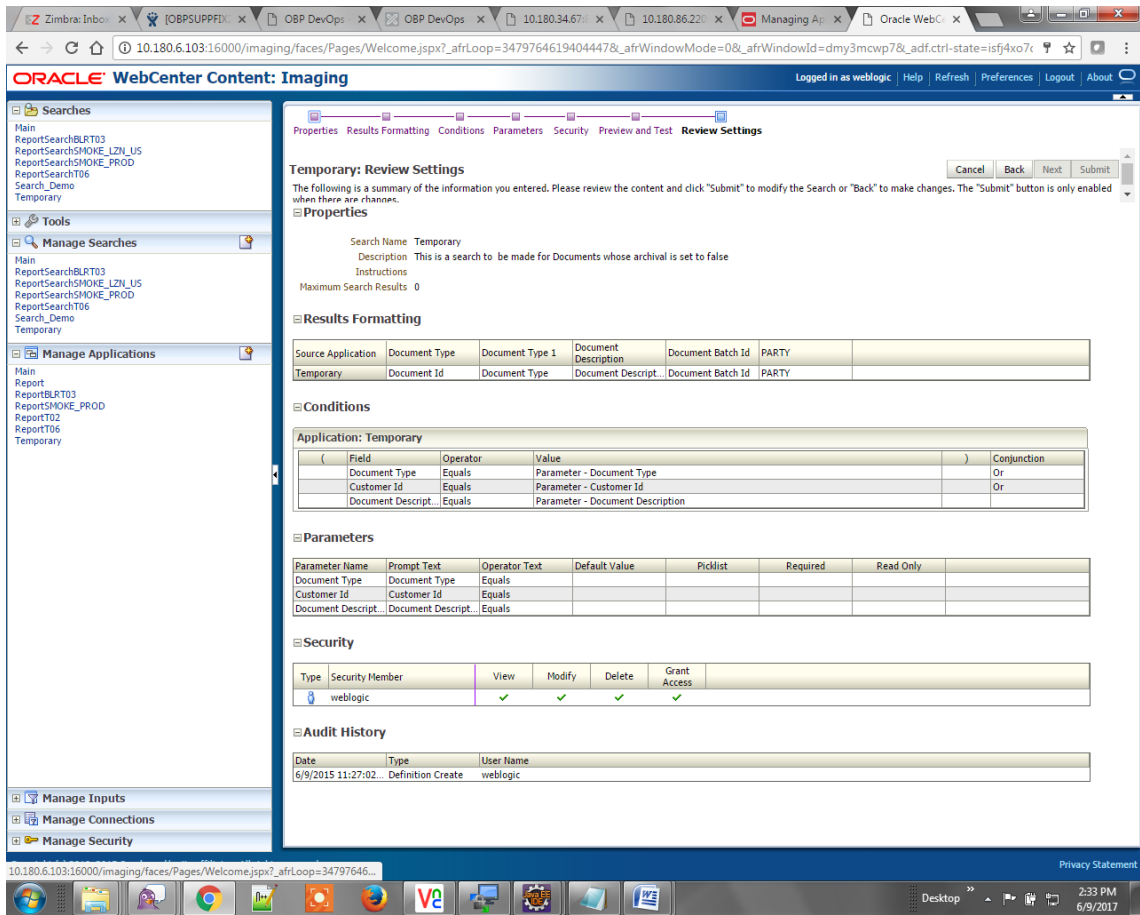 Zimbra: Inbox
[OBPSUPPFIX
OBP DevOps
OBP DevOps
10.180.34.67:
10.180.86.220
Managing Ap
Oracle WebC
10.180.6.103:16000/imaging/faces/Pages/Welcome.jspx?_afrLoop=34797646194044447&_afrWindowMode=0&_afrWindowId=dmy3mcwp7&_adf.ctrl-state=isfj4xo7
ORACLE WebCenter Content: Imaging
Logged in as weblogic | Help | Refresh | Preferences | Logout | About
Searches
Main
ReportSearchBLRT03
ReportSearchSMOKE_LZN_US
ReportSearchSMOKE_PROD
ReportSearchT06
Search_Demo
Temporary
Tools
Manage Searches
Main
ReportSearchBLRT03
ReportSearchSMOKE_LZN_US
ReportSearchSMOKE_PROD
ReportSearchT06
Search_Demo
Temporary
Manage Applications
Main
Report
ReportBLRT03
ReportSMOKE_PROD
ReportT02
ReportT06
Temporary
Manage Inputs
Manage Connections
Manage Security
Properties Results Formatting Conditions Parameters Security Preview and Test Review Settings
Temporary: Review Settings
Cancel Back Next Submit
The following is a summary of the information you entered. Please review the content and click "Submit" to modify the Search or "Back" to make changes. The "Submit" button is only enabled
when there are changes.
Properties
Search Name Temporary
Description This is a search to be made for Documents whose archival is set to false
Instructions
Maximum Search Results 0
Results Formatting
Source Application Document Type Document Type 1 Document Description Document Batch Id PARTY
Temporary Document Id Document Type Document Descript... Document Batch Id PARTY
Conditions
Application: Temporary
( Field Operator Value ) Conjunction
Document Type Equals Parameter - Document Type Or
Customer Id Equals Parameter - Customer Id Or
Document Descript... Equals Parameter - Document Description
Parameters
Parameter Name Prompt Text Operator Text Default Value Picklist Required Read Only
Document Type Document Type Equals
Customer Id Customer Id Equals
Document Descript... Document Descript... Equals
Security
Type Security Member View Modify Delete Grant Access
weblogic
Audit History
Date Type User Name
6/9/2015 11:27:02... Definition Create weblogic
Privacy Statement
10.180.6.103:16000/imaging/faces/Pages/Welcome.jspx?_afrLoop=34797646...
Desktop
2:33 PM
6/9/2017